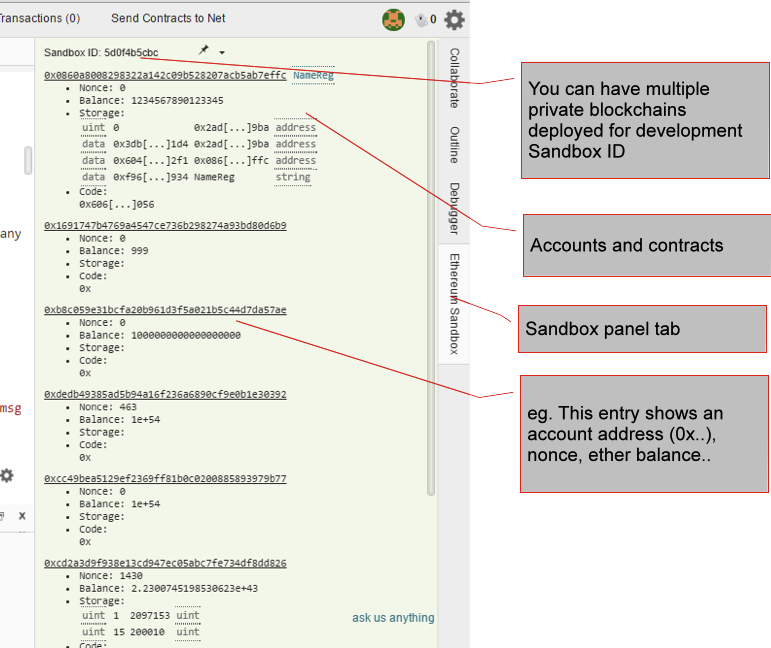 Transactions (0) Send Contracts to Net 0
Sandbox ID: 5d0f4b5cbc
0x0860a8008298322a142c09b528207acb5ab7effc NameReg
Nonce: 0
Balance: 1234567890123345
Storage:
uint 0 0x2ad[...]9ba address
data 0x3db[...]1d4 0x2ad[...]9ba address
data 0x604[...]2f1 0x086[...]ffc address
data 0xf96[...]934 NameReg string
Code:
0x606[...]056
0x1691747b4769a4547ce736b298274a93bd80d6b9
Nonce: 0
Balance: 999
Storage:
Code:
0x
0xb8c059e31bcfa20b961d3f5a021b5c44d7da57ae
Nonce: 0
Balance: 1000000000000000000
Storage:
Code:
0x
0xdedb49385ad5b94a16f236a6890cf9e0b1e30392
Nonce: 463
Balance: 1e+54
Storage:
Code:
0x
0xcc49bea5129ef2369ff81b0c0200885893979b77
Nonce: 0
Balance: 1e+54
Storage:
Code:
0x
0xcd2a3d9f938e13cd947ec05abc7fe734df8dd826
Nonce: 1430
Balance: 2.2300745198530623e+43
Storage:
uint 1 2097153 uint
uint 15 200010 uint
Code:
ask us anything
any
msg
x
Collaborate
Outline
Debugger
Ethereum Sandbox
You can have multiple
private blockchains
deployed for development
Sandbox ID
Accounts and contracts
Sandbox panel tab
eg. This entry shows an
account address (0x..),
nonce, ether balance..